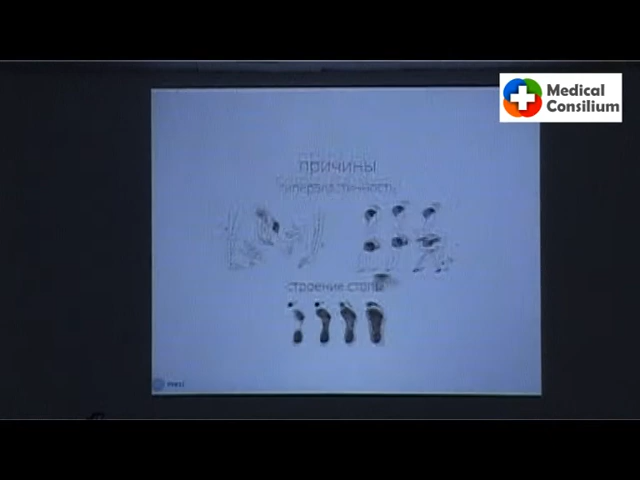 Medical
Consilium
причины
гиперэластичность
строение стопы